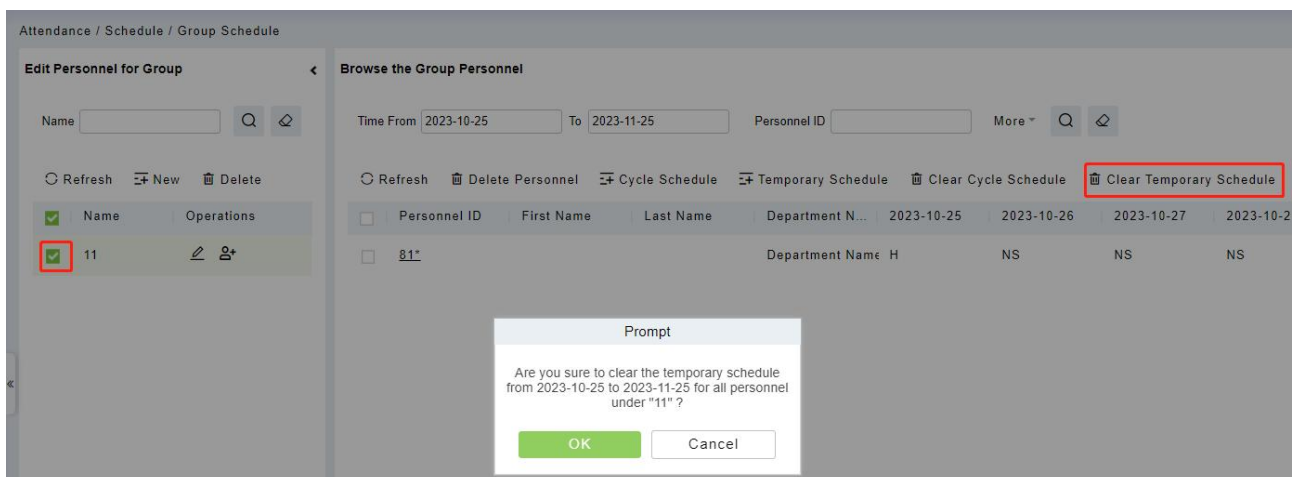 Attendance / Schedule / Group Schedule
Edit Personnel for Group
Browse the Group Personnel
Name
Time From 2023-10-25 To 2023-11-25 Personnel ID More
Refresh New Delete
Refresh Delete Personnel Cycle Schedule Temporary Schedule Clear Cycle Schedule Clear Temporary Schedule
Name Operations
Personnel ID First Name Last Name Department N... 2023-10-25 2023-10-26 2023-10-27 2023-10-2
11
81* Department Name H NS NS NS
Prompt
Are you sure to clear the temporary schedule
from 2023-10-25 to 2023-11-25 for all personnel
under "11" ?
OK Cancel